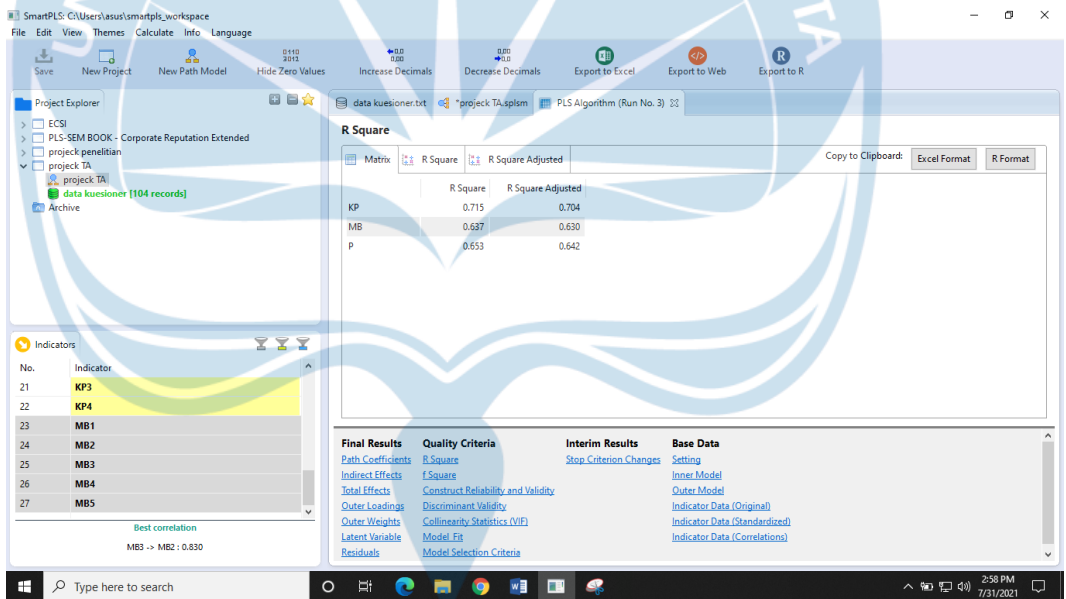 SmartPLS: C:\Users\asus\smartpls_workspace
File Edit View Themes Calculate Info Language
Save New Project New Path Model Hide Zero Values Increase Decimals Decrease Decimals Export to Excel Export to Web Export to R
Project Explorer
ECSI
PLS-SEM BOOK - Corporate Reputation Extended
projeck penelitian
projeck TA
projeck TA
data kuesioner [104 records]
Archive
Indicators
No. Indicator
21 KP3
22 KP4
23 MB1
24 MB2
25 MB3
26 MB4
27 MB5
Best correlation
MB3 -> MB2 : 0.830
data kuesioner.txt *projeck TA.splsm PLS Algorithm (Run No. 3)
R Square
Matrix R Square R Square Adjusted Copy to Clipboard: Excel Format R Format
R Square R Square Adjusted
KP 0.715 0.704
MB 0.637 0.630
P 0.653 0.642
Final Results Quality Criteria Interim Results Base Data
Path Coefficients R Square Stop Criterion Changes Setting
Indirect Effects f Square Inner Model
Total Effects Construct Reliability and Validity Outer Model
Outer Loadings Discriminant Validity Indicator Data (Original)
Outer Weights Collinearity Statistics (VIF) Indicator Data (Standardized)
Latent Variable Model_Fit Indicator Data (Correlations)
Residuals Model Selection Criteria
Type here to search
2:58 PM
7/31/2021